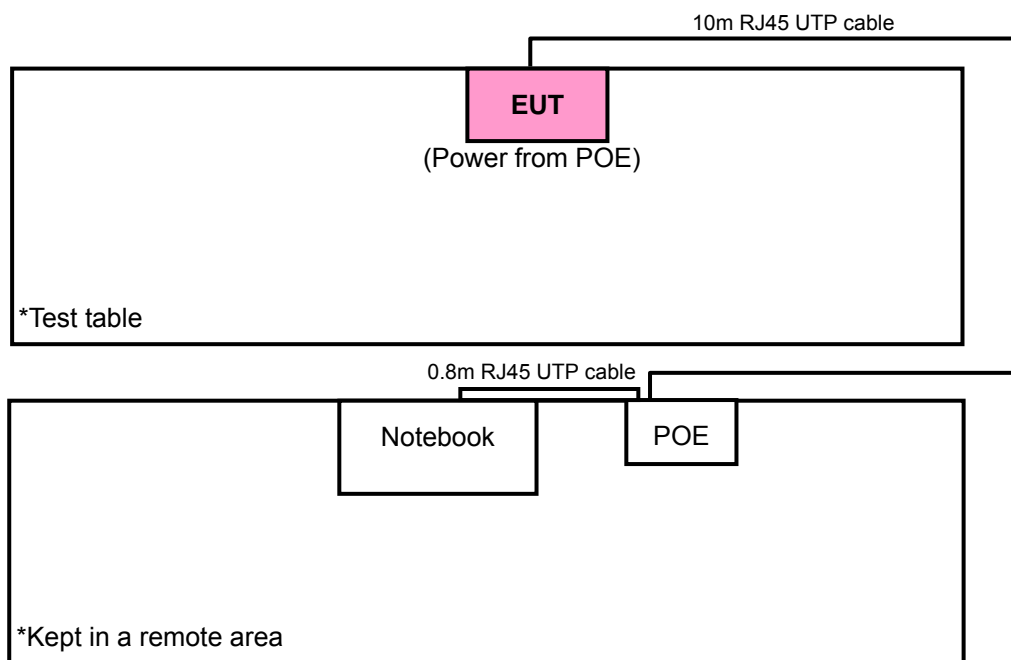 10m RJ45 UTP cable
EUT
(Power from POE)
*Test table
0.8m RJ45 UTP cable
Notebook
POE
*Kept in a remote area